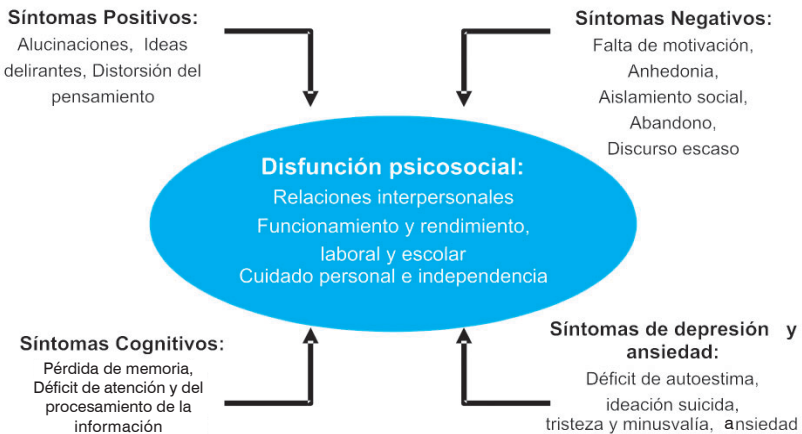 Síntomas Positivos:
Alucinaciones, Ideas
delirantes, Distorsión del
pensamiento
Síntomas Negativos:
Falta de motivación,
Anhedonia,
Aislamiento social,
Abandono,
Discurso escaso
Disfunción psicosocial:
Relaciones interpersonales
Funcionamiento y rendimiento,
laboral y escolar
Cuidado personal e independencia
Síntomas Cognitivos:
Pérdida de memoria,
Déficit de atención y del
procesamiento de la
información
Síntomas de depresión y
ansiedad:
Déficit de autoestima,
ideación suicida,
tristeza y minusvalía, ansiedad